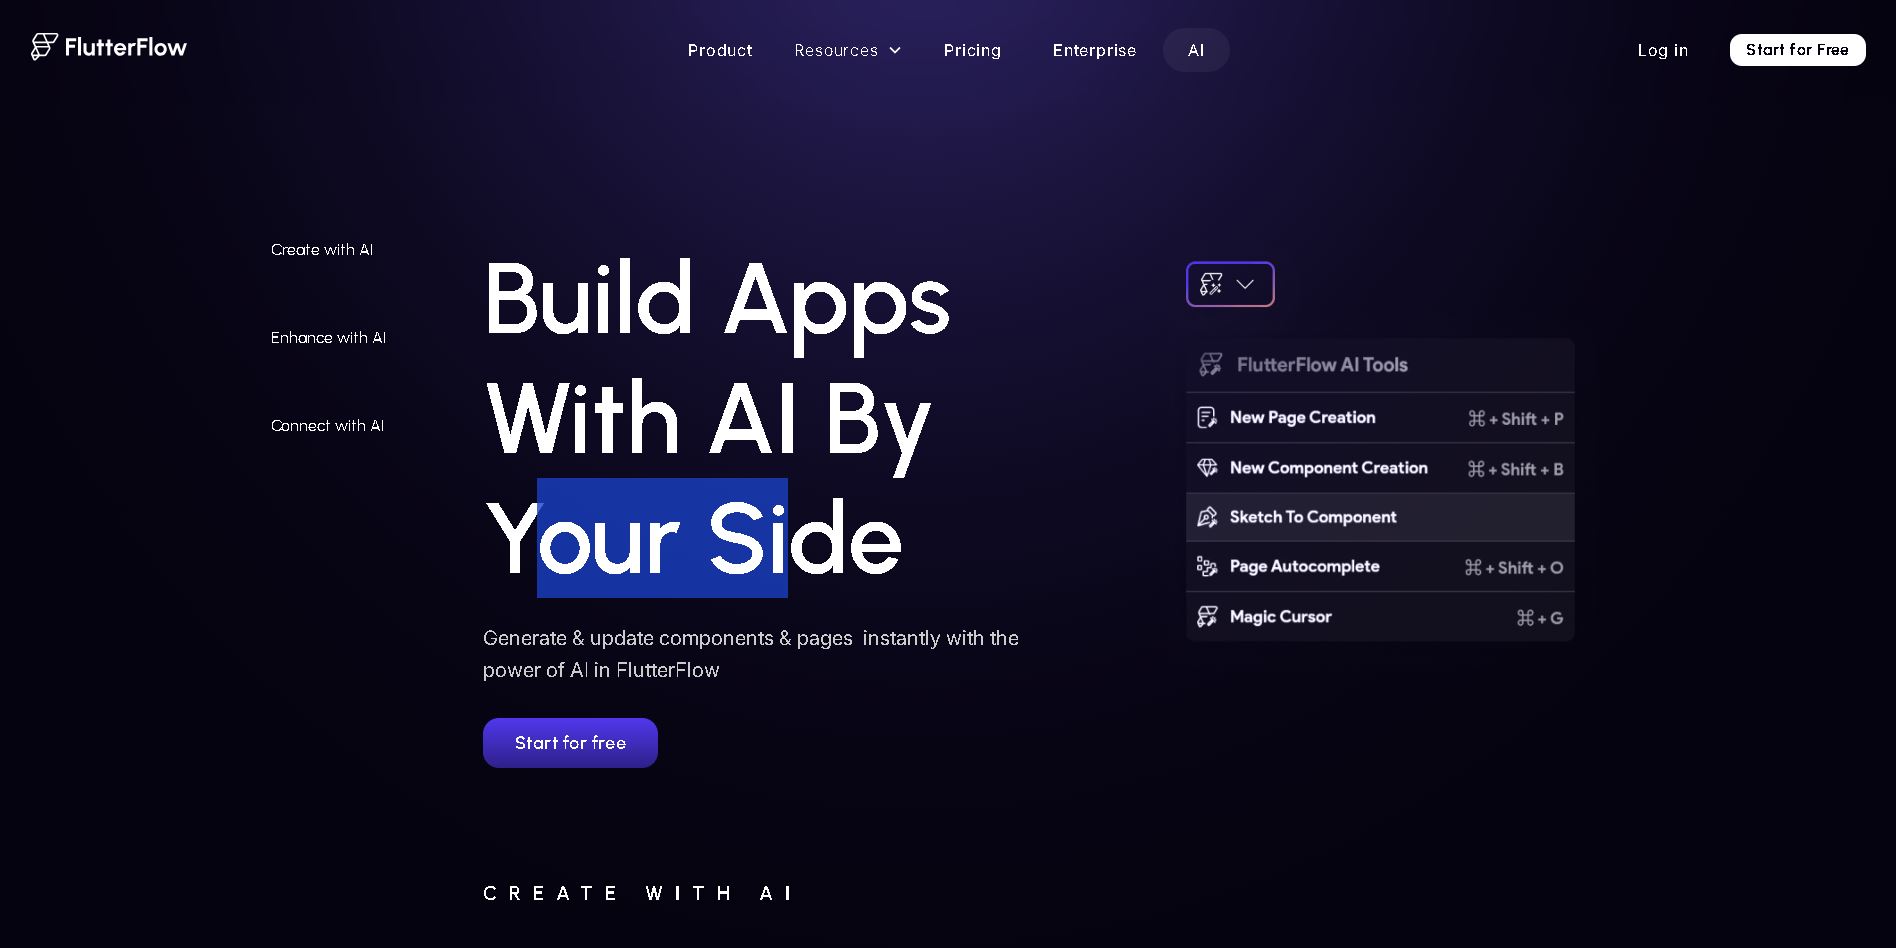 FlutterFlow
Product
Resources
Pricing
Enterprise
AI
Log in
Start for Free
Create with AI
Enhance with AI
Connect with AI
Build Apps
With AI By
Your Side
Generate & update components & pages  instantly with the
power of AI in FlutterFlow
Start for free
FlutterFlow AI Tools
New Page Creation ⌘ + Shift + P
New Component Creation ⌘ + Shift + B
Sketch To Component
Page Autocomplete ⌘ + Shift + O
Magic Cursor ⌘ + G
CREATE WITH AI